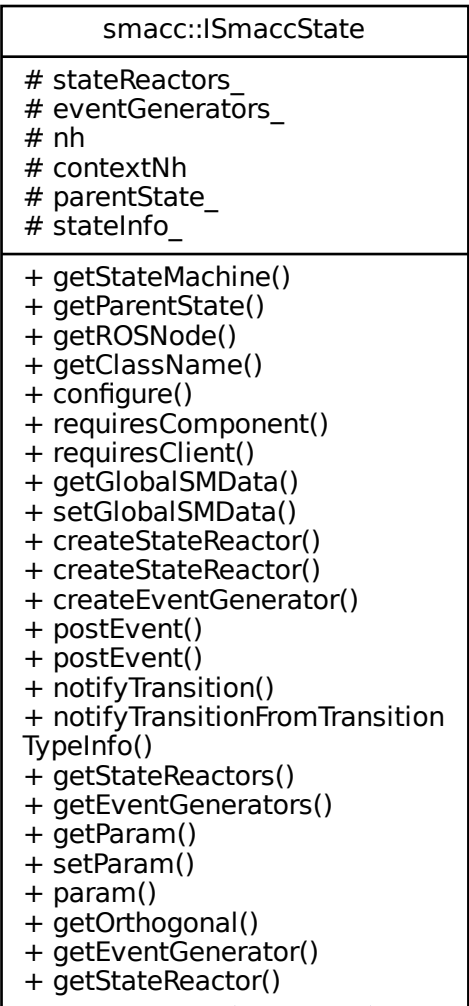 smacc::ISmaccState
# stateReactors_
# eventGenerators_
# nh
# contextNh
# parentState_
# stateInfo_
+ getStateMachine()
+ getParentState()
+ getROSNode()
+ getClassName()
+ configure()
+ requiresComponent()
+ requiresClient()
+ getGlobalSMData()
+ setGlobalSMData()
+ createStateReactor()
+ createStateReactor()
+ createEventGenerator()
+ postEvent()
+ postEvent()
+ notifyTransition()
+ notifyTransitionFromTransition
TypeInfo()
+ getStateReactors()
+ getEventGenerators()
+ getParam()
+ setParam()
+ param()
+ getOrthogonal()
+ getEventGenerator()
+ getStateReactor()